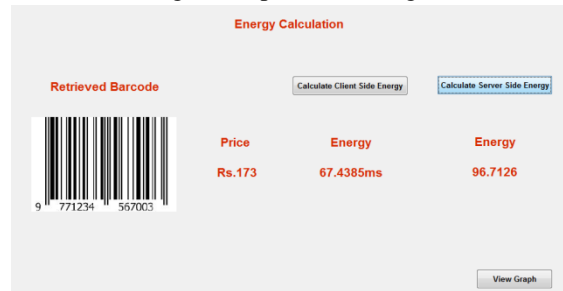 Energy Calculation
Retrieved Barcode
Calculate Client Side Energy
Calculate Server Side Energy
Price
Energy
Energy
Rs.173
67.4385ms
96.7126
9 771234 567003
View Graph